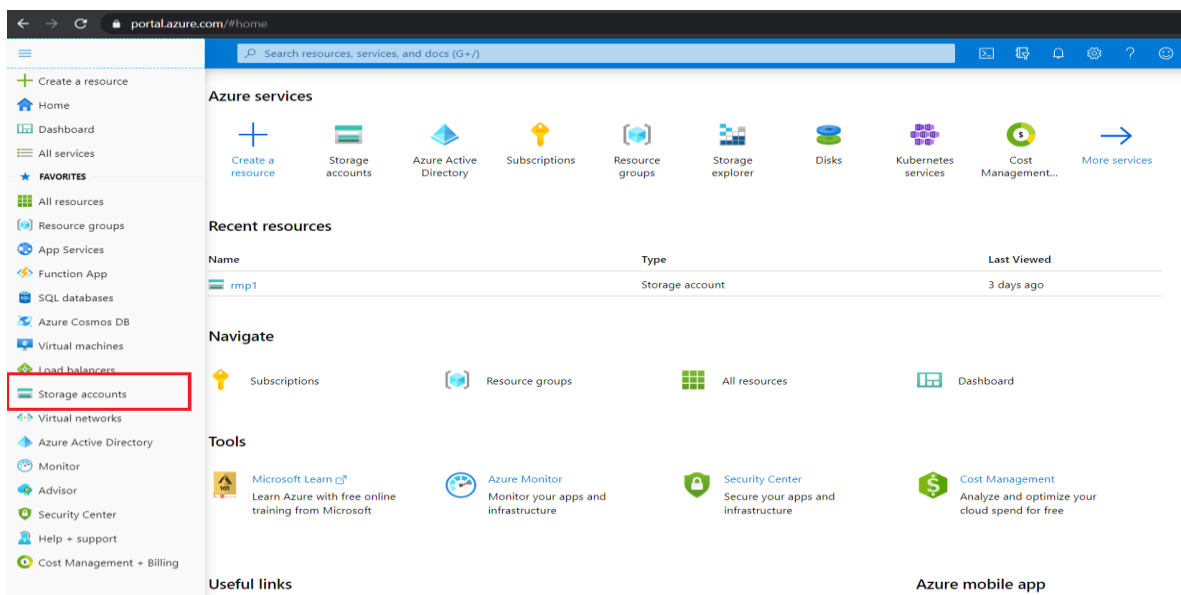 portal.azure.com/#home
Search resources, services, and docs (G+/)
Create a resource
Home
Dashboard
All services
FAVORITES
All resources
Resource groups
App Services
Function App
SQL databases
Azure Cosmos DB
Virtual machines
Load balancers
Storage accounts
Virtual networks
Azure Active Directory
Monitor
Advisor
Security Center
Help + support
Cost Management + Billing
Azure services
Create a
resource
Storage
accounts
Azure Active
Directory
Subscriptions
Resource
groups
Storage
explorer
Disks
Kubernetes
services
Cost
Management...
More services
Recent resources
Name Type Last Viewed
rmp1 Storage account 3 days ago
Navigate
Subscriptions
Resource groups
All resources
Dashboard
Tools
Microsoft Learn
Learn Azure with free online
training from Microsoft
Azure Monitor
Monitor your apps and
infrastructure
Security Center
Secure your apps and
infrastructure
Cost Management
Analyze and optimize your
cloud spend for free
Useful links
Azure mobile app